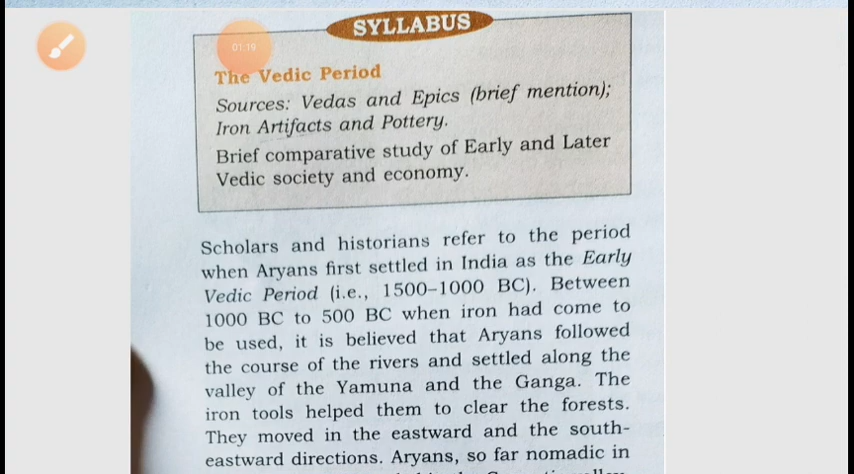 SYLLABUS
01:19
The Vedic Period
Sources: Vedas and Epics (brief mention);
Iron Artifacts and Pottery.
Brief comparative study of Early and Later
Vedic society and economy.
Scholars and historians refer to the period
when Aryans first settled in India as the Early
Vedic Period (i.e., 1500–1000 BC). Between
1000 BC to 500 BC when iron had come to
be used, it is believed that Aryans followed
the course of the rivers and settled along the
valley of the Yamuna and the Ganga. The
iron tools helped them to clear the forests.
They moved in the eastward and the south-
eastward directions. Aryans, so far nomadic in